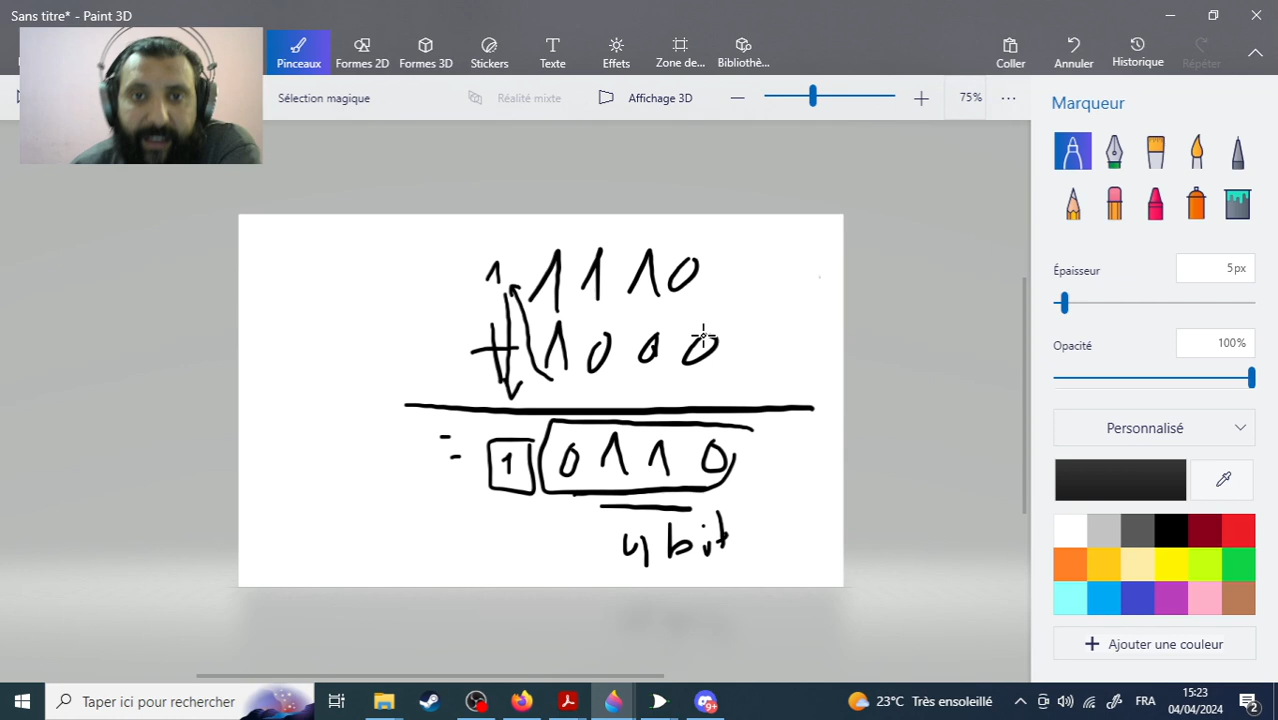 Sans titre* - Paint 3D
Pinceaux
Formes 2D
Formes 3D
Stickers
Texte
Effets
Zone de...
Bibliothè...
Coller
Annuler
Historique
Répéter
Sélection magique
Réalité mixte
Affichage 3D
75%
Marqueur
Épaisseur
5px
Opacité
100%
Personnalisé
Ajouter une couleur
1 1 1 1 0
+ 1 0 0 0
= 1 0 1 1 0
4 bit
Taper ici pour rechercher
9+
23°C Très ensoleillé
FRA
15:23
04/04/2024
2